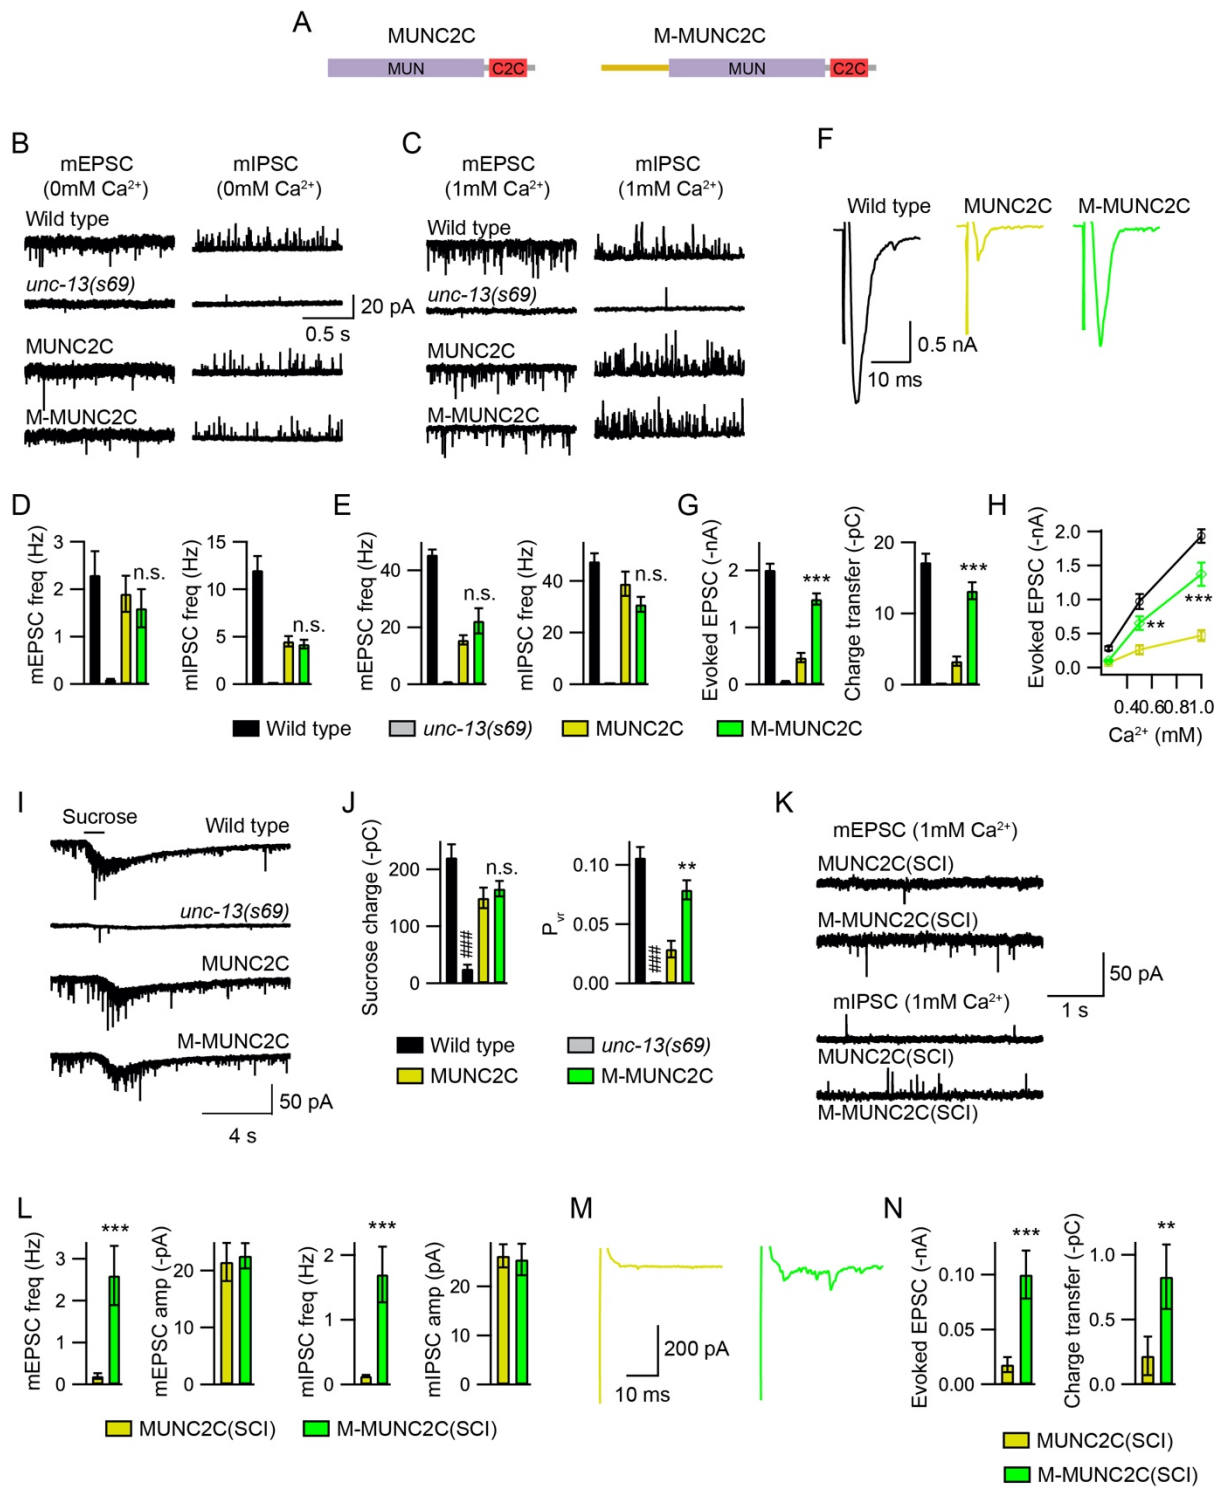 A
MUNC2C
M-MUNC2C
MUN
C2C
MUN
C2C
B
mEPSC
(0mM Ca²⁺)
mIPSC
(0mM Ca²⁺)
Wild type
unc-13(s69)
20 pA
0.5 s
MUNC2C
M-MUNC2C
C
mEPSC
(1mM Ca²⁺)
mIPSC
(1mM Ca²⁺)
Wild type
unc-13(s69)
MUNC2C
M-MUNC2C
F
Wild type
MUNC2C
M-MUNC2C
0.5 nA
10 ms
D
mEPSC freq (Hz)
3
2
1
0
n.s.
mIPSC freq (Hz)
15
10
5
0
n.s.
E
mEPSC freq (Hz)
40
20
0
n.s.
mIPSC freq (Hz)
40
20
0
n.s.
G
Evoked EPSC (-nA)
2
1
0
***
Charge transfer (-pC)
20
10
0
***
H
Evoked EPSC (-nA)
2.0
1.5
1.0
0.5
0.0
**
***
0.40.60.81.0
Ca²⁺ (mM)
Wild type
unc-13(s69)
MUNC2C
M-MUNC2C
I
Sucrose
Wild type
unc-13(s69)
MUNC2C
M-MUNC2C
50 pA
4 s
J
Sucrose charge (-pC)
200
100
0
###
n.s.
Pvr
0.10
0.05
0.00
###
**
Wild type
unc-13(s69)
MUNC2C
M-MUNC2C
K
mEPSC (1mM Ca²⁺)
MUNC2C(SCI)
M-MUNC2C(SCI)
50 pA
1 s
mIPSC (1mM Ca²⁺)
MUNC2C(SCI)
M-MUNC2C(SCI)
L
mEPSC freq (Hz)
3
2
1
0
***
mEPSC amp (-pA)
20
10
0
mIPSC freq (Hz)
2
1
0
***
mIPSC amp (pA)
30
20
10
0
MUNC2C(SCI)
M-MUNC2C(SCI)
M
200 pA
10 ms
N
Evoked EPSC (-nA)
0.10
0.05
0.00
***
Charge transfer (-pC)
1.0
0.5
0.0
**
MUNC2C(SCI)
M-MUNC2C(SCI)